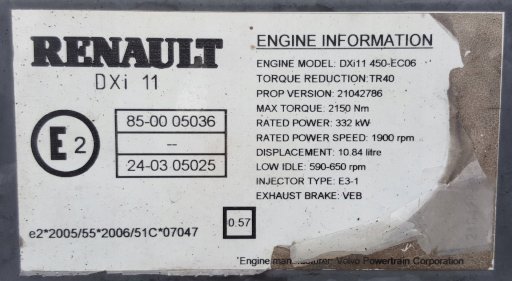 RENAULT
DXi 11
E 2
85-00 05036
--
24-03 05025
e2*2005/55*2006/51C*07047
0.57
ENGINE INFORMATION
ENGINE MODEL: DXi11 450-EC06
TORQUE REDUCTION: TR40
PROP VERSION: 21042786
MAX TORQUE: 2150 Nm
RATED POWER: 332 kW
RATED POWER SPEED: 1900 rpm
DISPLACEMENT: 10.84 litre
LOW IDLE: 590-650 rpm
INJECTOR TYPE: E3-1
EXHAUST BRAKE: VEB
*Engine manufacturer: Volvo Powertrain Corporation